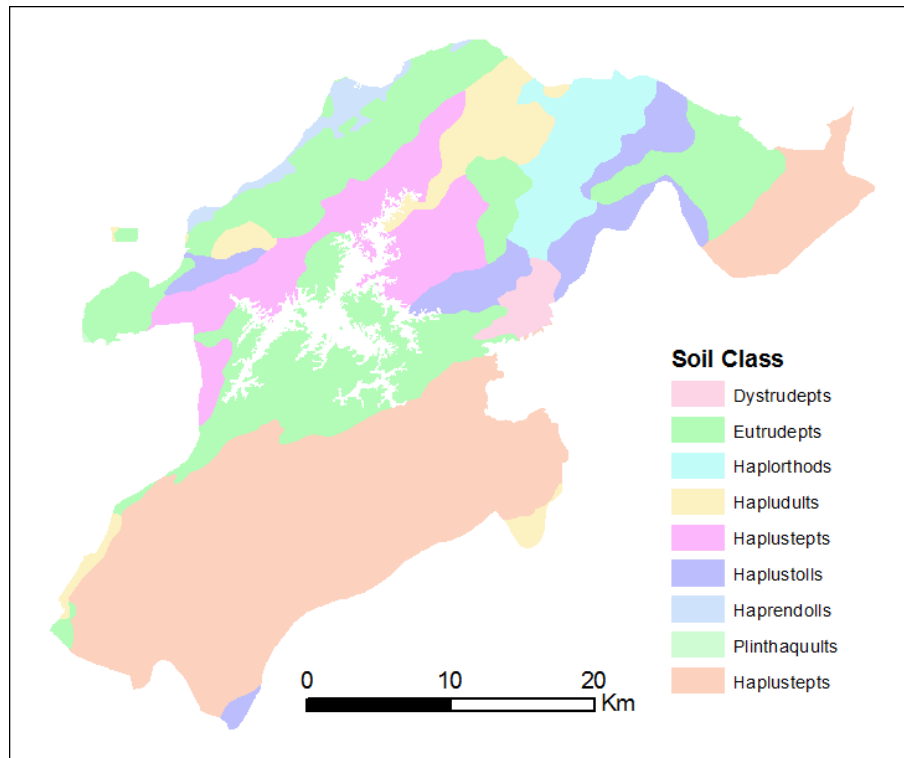 Soil Class
Dystrudepts
Eutrudepts
Haplorthods
Hapludults
Haplustepts
Haplustolls
Haprendolls
Plinthaquults
Haplustepts
0 10 20
Km